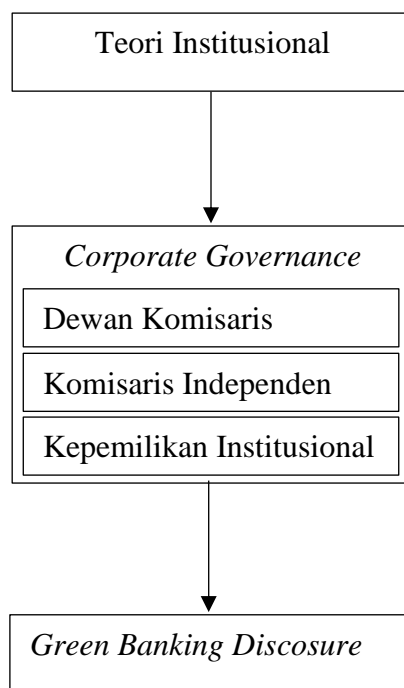 Teori Institusional
Corporate Governance
Dewan Komisaris
Komisaris Independen
Kepemilikan Institusional
Green Banking Discosure